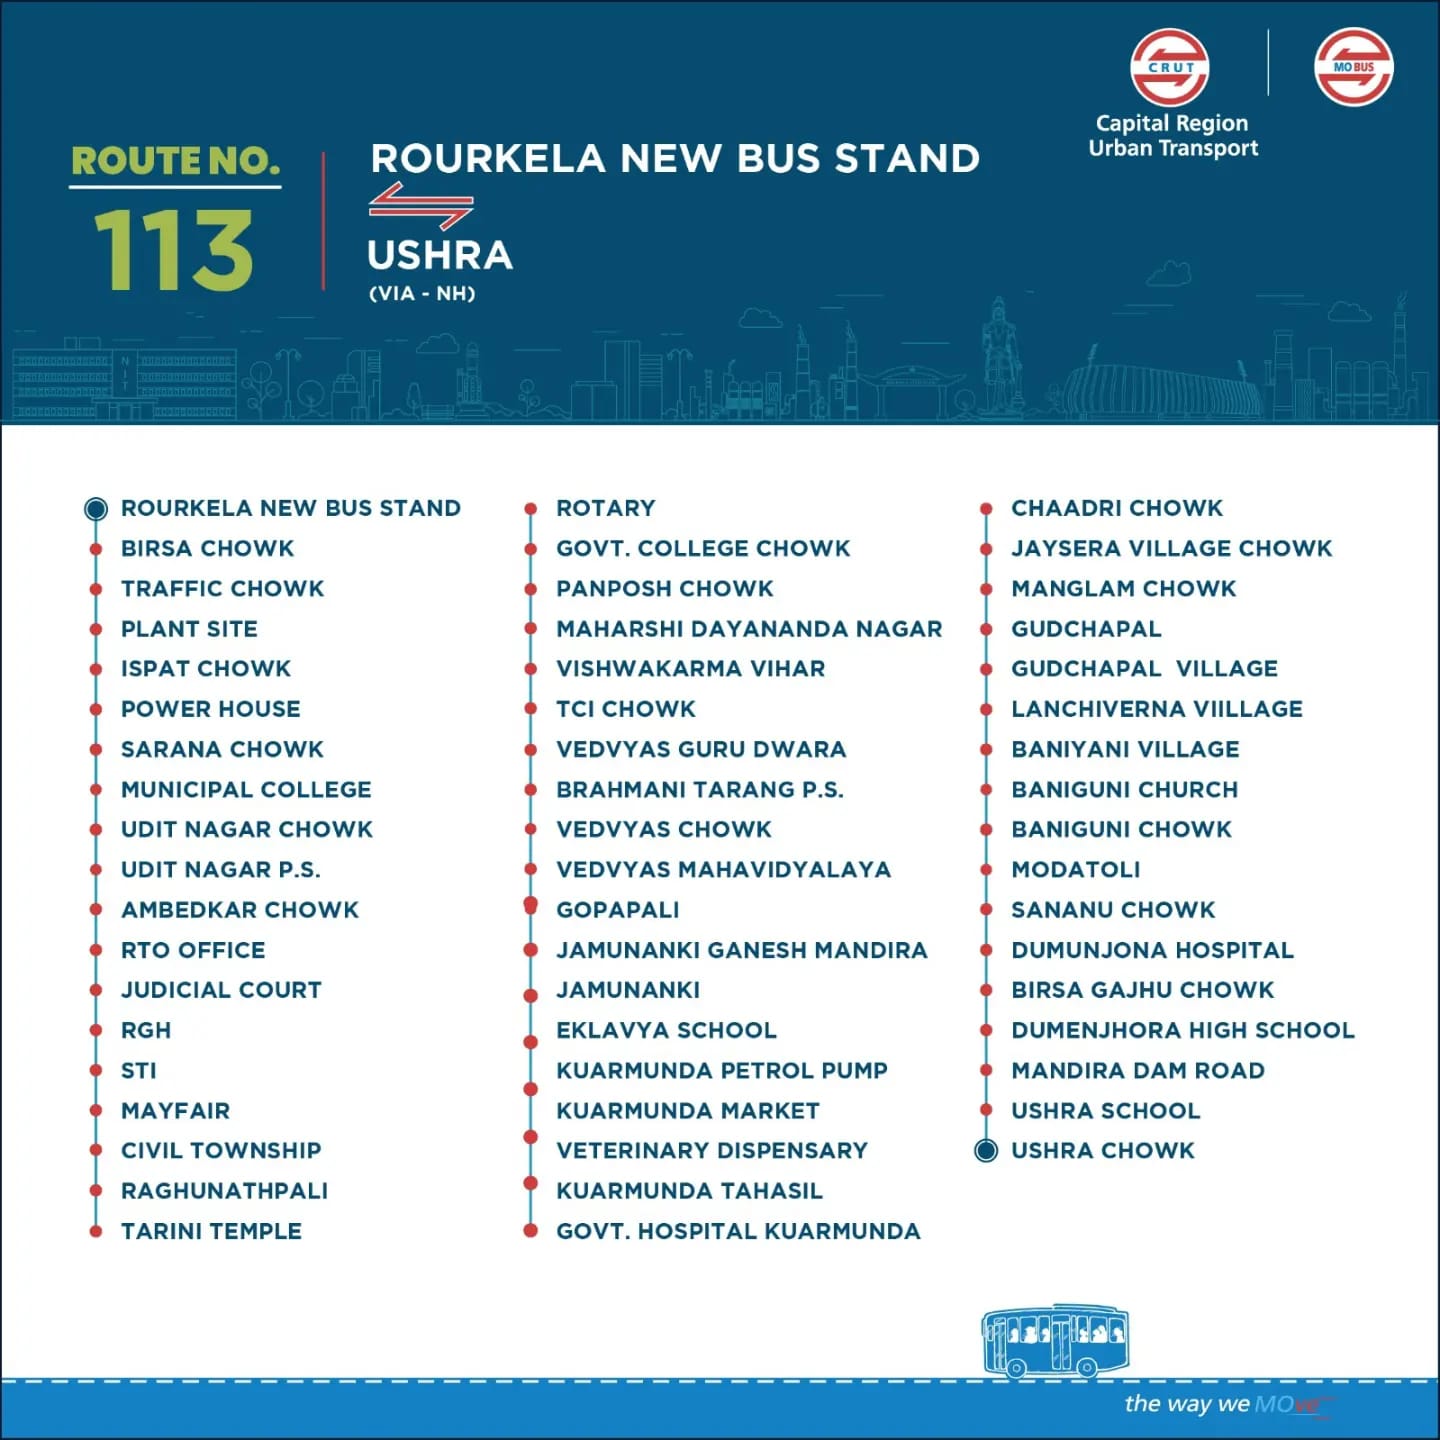 CRUT
MO BUS
Capital Region
Urban Transport
ROUTE NO.
113
ROURKELA NEW BUS STAND
USHRA
(VIA - NH)
NIT
ROURKELA NEW BUS STAND
BIRSA CHOWK
TRAFFIC CHOWK
PLANT SITE
ISPAT CHOWK
POWER HOUSE
SARANA CHOWK
MUNICIPAL COLLEGE
UDIT NAGAR CHOWK
UDIT NAGAR P.S.
AMBEDKAR CHOWK
RTO OFFICE
JUDICIAL COURT
RGH
STI
MAYFAIR
CIVIL TOWNSHIP
RAGHUNATHPALI
TARINI TEMPLE
ROTARY
GOVT. COLLEGE CHOWK
PANPOSH CHOWK
MAHARSHI DAYANANDA NAGAR
VISHWAKARMA VIHAR
TCI CHOWK
VEDVYAS GURU DWARA
BRAHMANI TARANG P.S.
VEDVYAS CHOWK
VEDVYAS MAHAVIDYALAYA
GOPAPALI
JAMUNANKI GANESH MANDIRA
JAMUNANKI
EKLAVYA SCHOOL
KUARMUNDA PETROL PUMP
KUARMUNDA MARKET
VETERINARY DISPENSARY
KUARMUNDA TAHASIL
GOVT. HOSPITAL KUARMUNDA
CHAADRI CHOWK
JAYSERA VILLAGE CHOWK
MANGLAM CHOWK
GUDCHAPAL
GUDCHAPAL VILLAGE
LANCHIVERNA VIILLAGE
BANIYANI VILLAGE
BANIGUNI CHURCH
BANIGUNI CHOWK
MODATOLI
SANANU CHOWK
DUMUNJONA HOSPITAL
BIRSA GAJHU CHOWK
DUMENJHORA HIGH SCHOOL
MANDIRA DAM ROAD
USHRA SCHOOL
USHRA CHOWK
the way we MOve